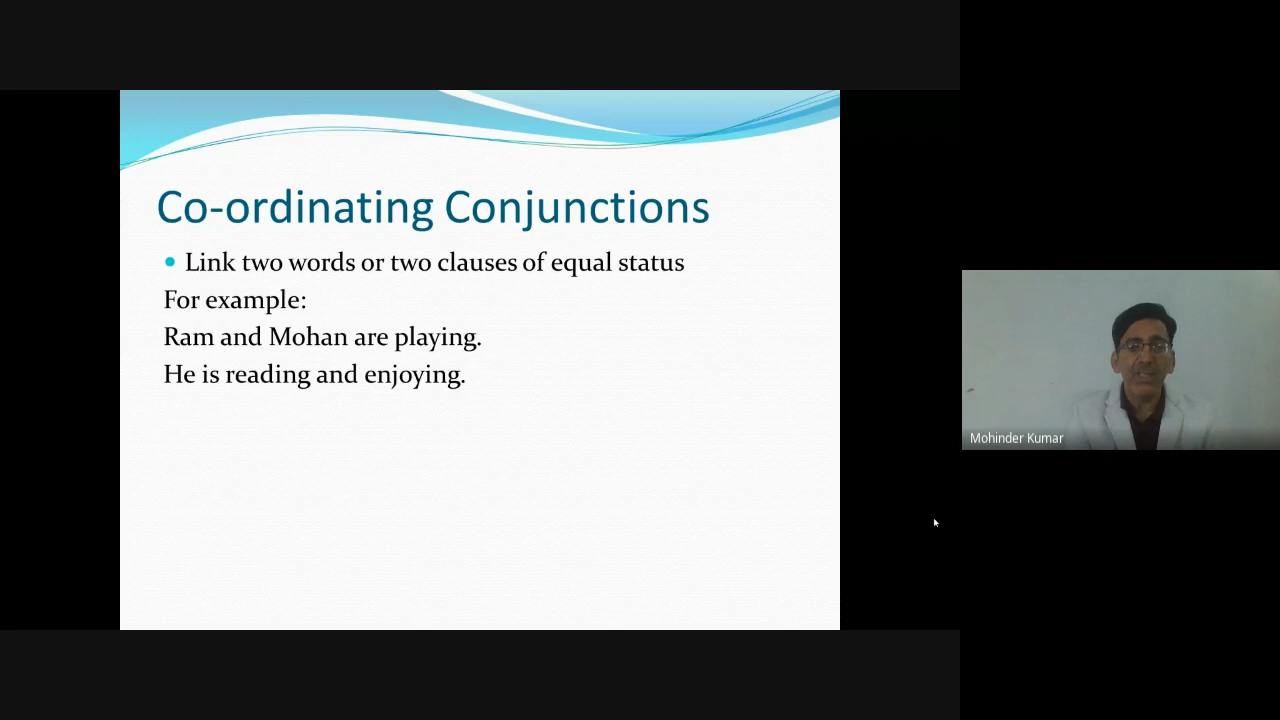 Co-ordinating Conjunctions
Link two words or two clauses of equal status
For example:
Ram and Mohan are playing.
He is reading and enjoying.
Mohinder Kumar